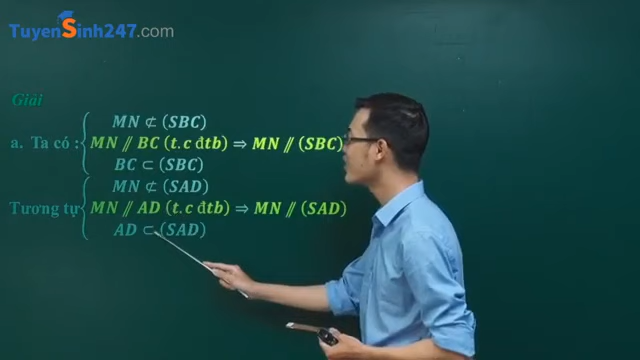 TuyenSinh247.com
Giải
MN ⊄ (SBC)
a. Ta có : MN ∥ BC (t.c đtb) ⇒ MN ∥ (SBC)
BC ⊂ (SBC)
MN ⊄ (SAD)
Tương tự MN ∥ AD (t.c đtb) ⇒ MN ∥ (SAD)
AD ⊂ (SAD)